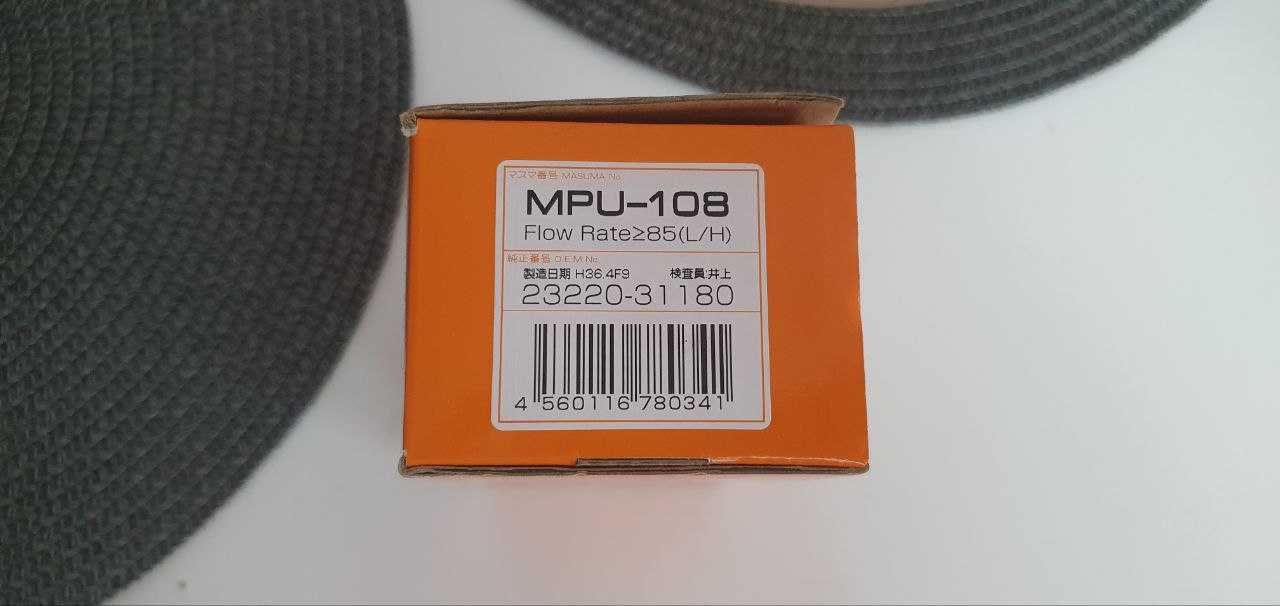 マスマ番号 MASUMA No.
MPU-108
Flow Rate≥85(L/H)
純正番号 O.E.M No.
製造日期 H36.4F9 検査員:井上
23220-31180
4 560116 780341